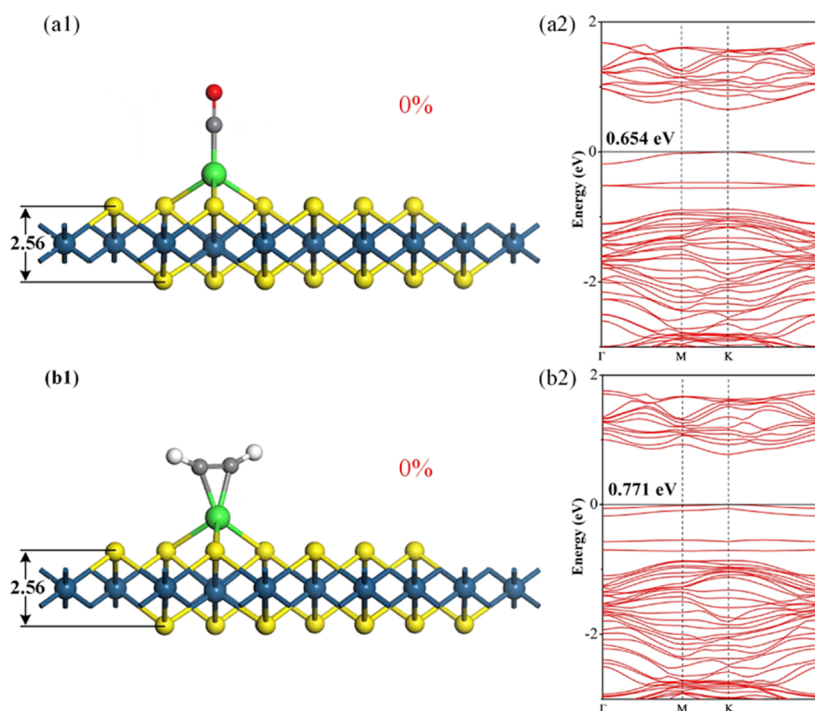 (a1)
0%
2.56
(a2)
2
0.654 eV
0
Energy (eV)
-2
Γ M K
(b1)
0%
2.56
(b2)
2
0.771 eV
0
Energy (eV)
-2
Γ M K